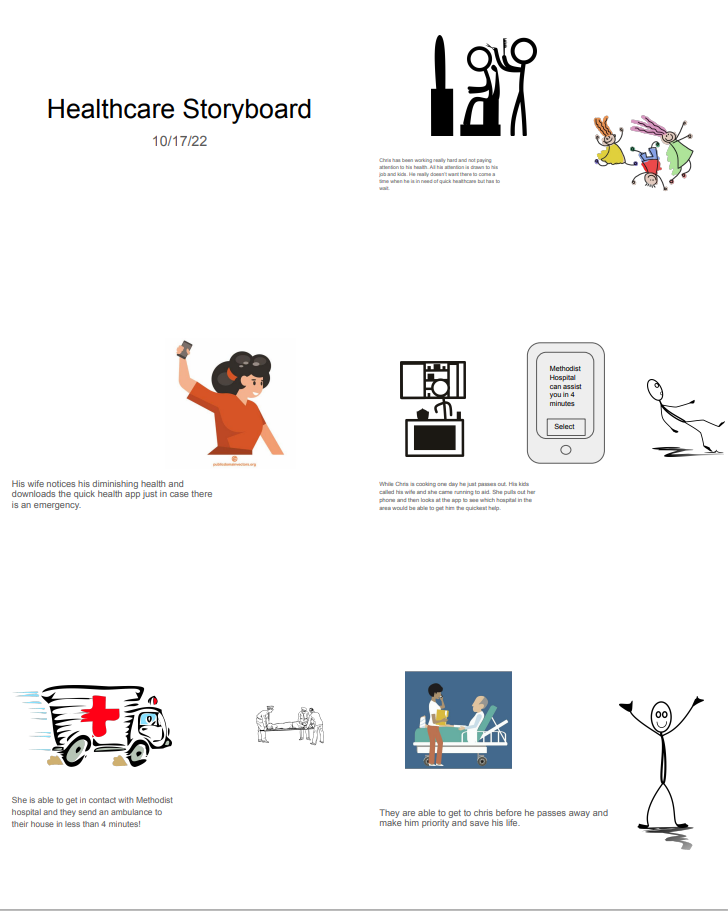 Healthcare Storyboard
10/17/22
Chris has been working really hard and not paying
attention to his health. All his attention is drawn to his
job and kids. He really doesn't want there to come a
time when he is in need of quick healthcare but has to
wait.
His wife notices his diminishing health and
downloads the quick health app just in case there
is an emergency.
Methodist
Hospital
can assist
you in 4
minutes
Select
While Chris is cooking one day he just passes out. His kids
called his wife and she came running to aid. She pulls out her
phone and then looks at the app to see which hospital in the
area would be able to get him the quickest help.
She is able to get in contact with Methodist
hospital and they send an ambulance to
their house in less than 4 minutes!
They are able to get to chris before he passes away and
make him priority and save his life.